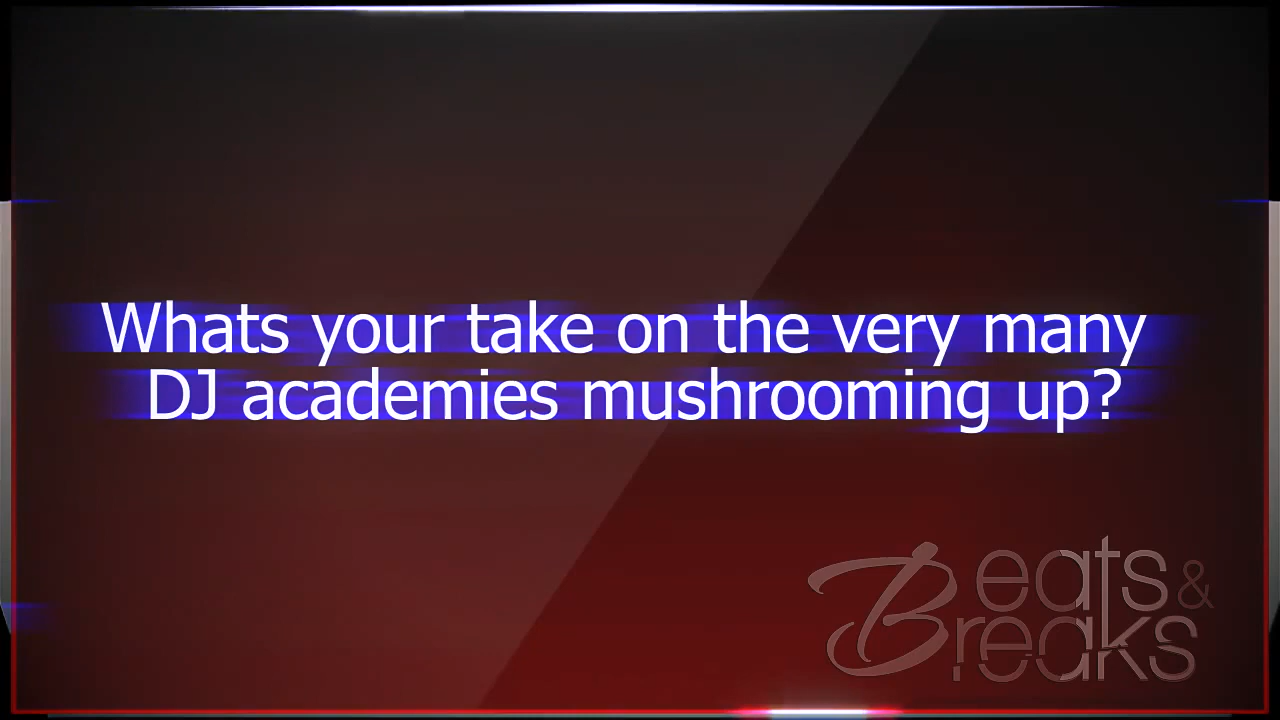 Whats your take on the very many
DJ academies mushrooming up?
Beats &
Breaks